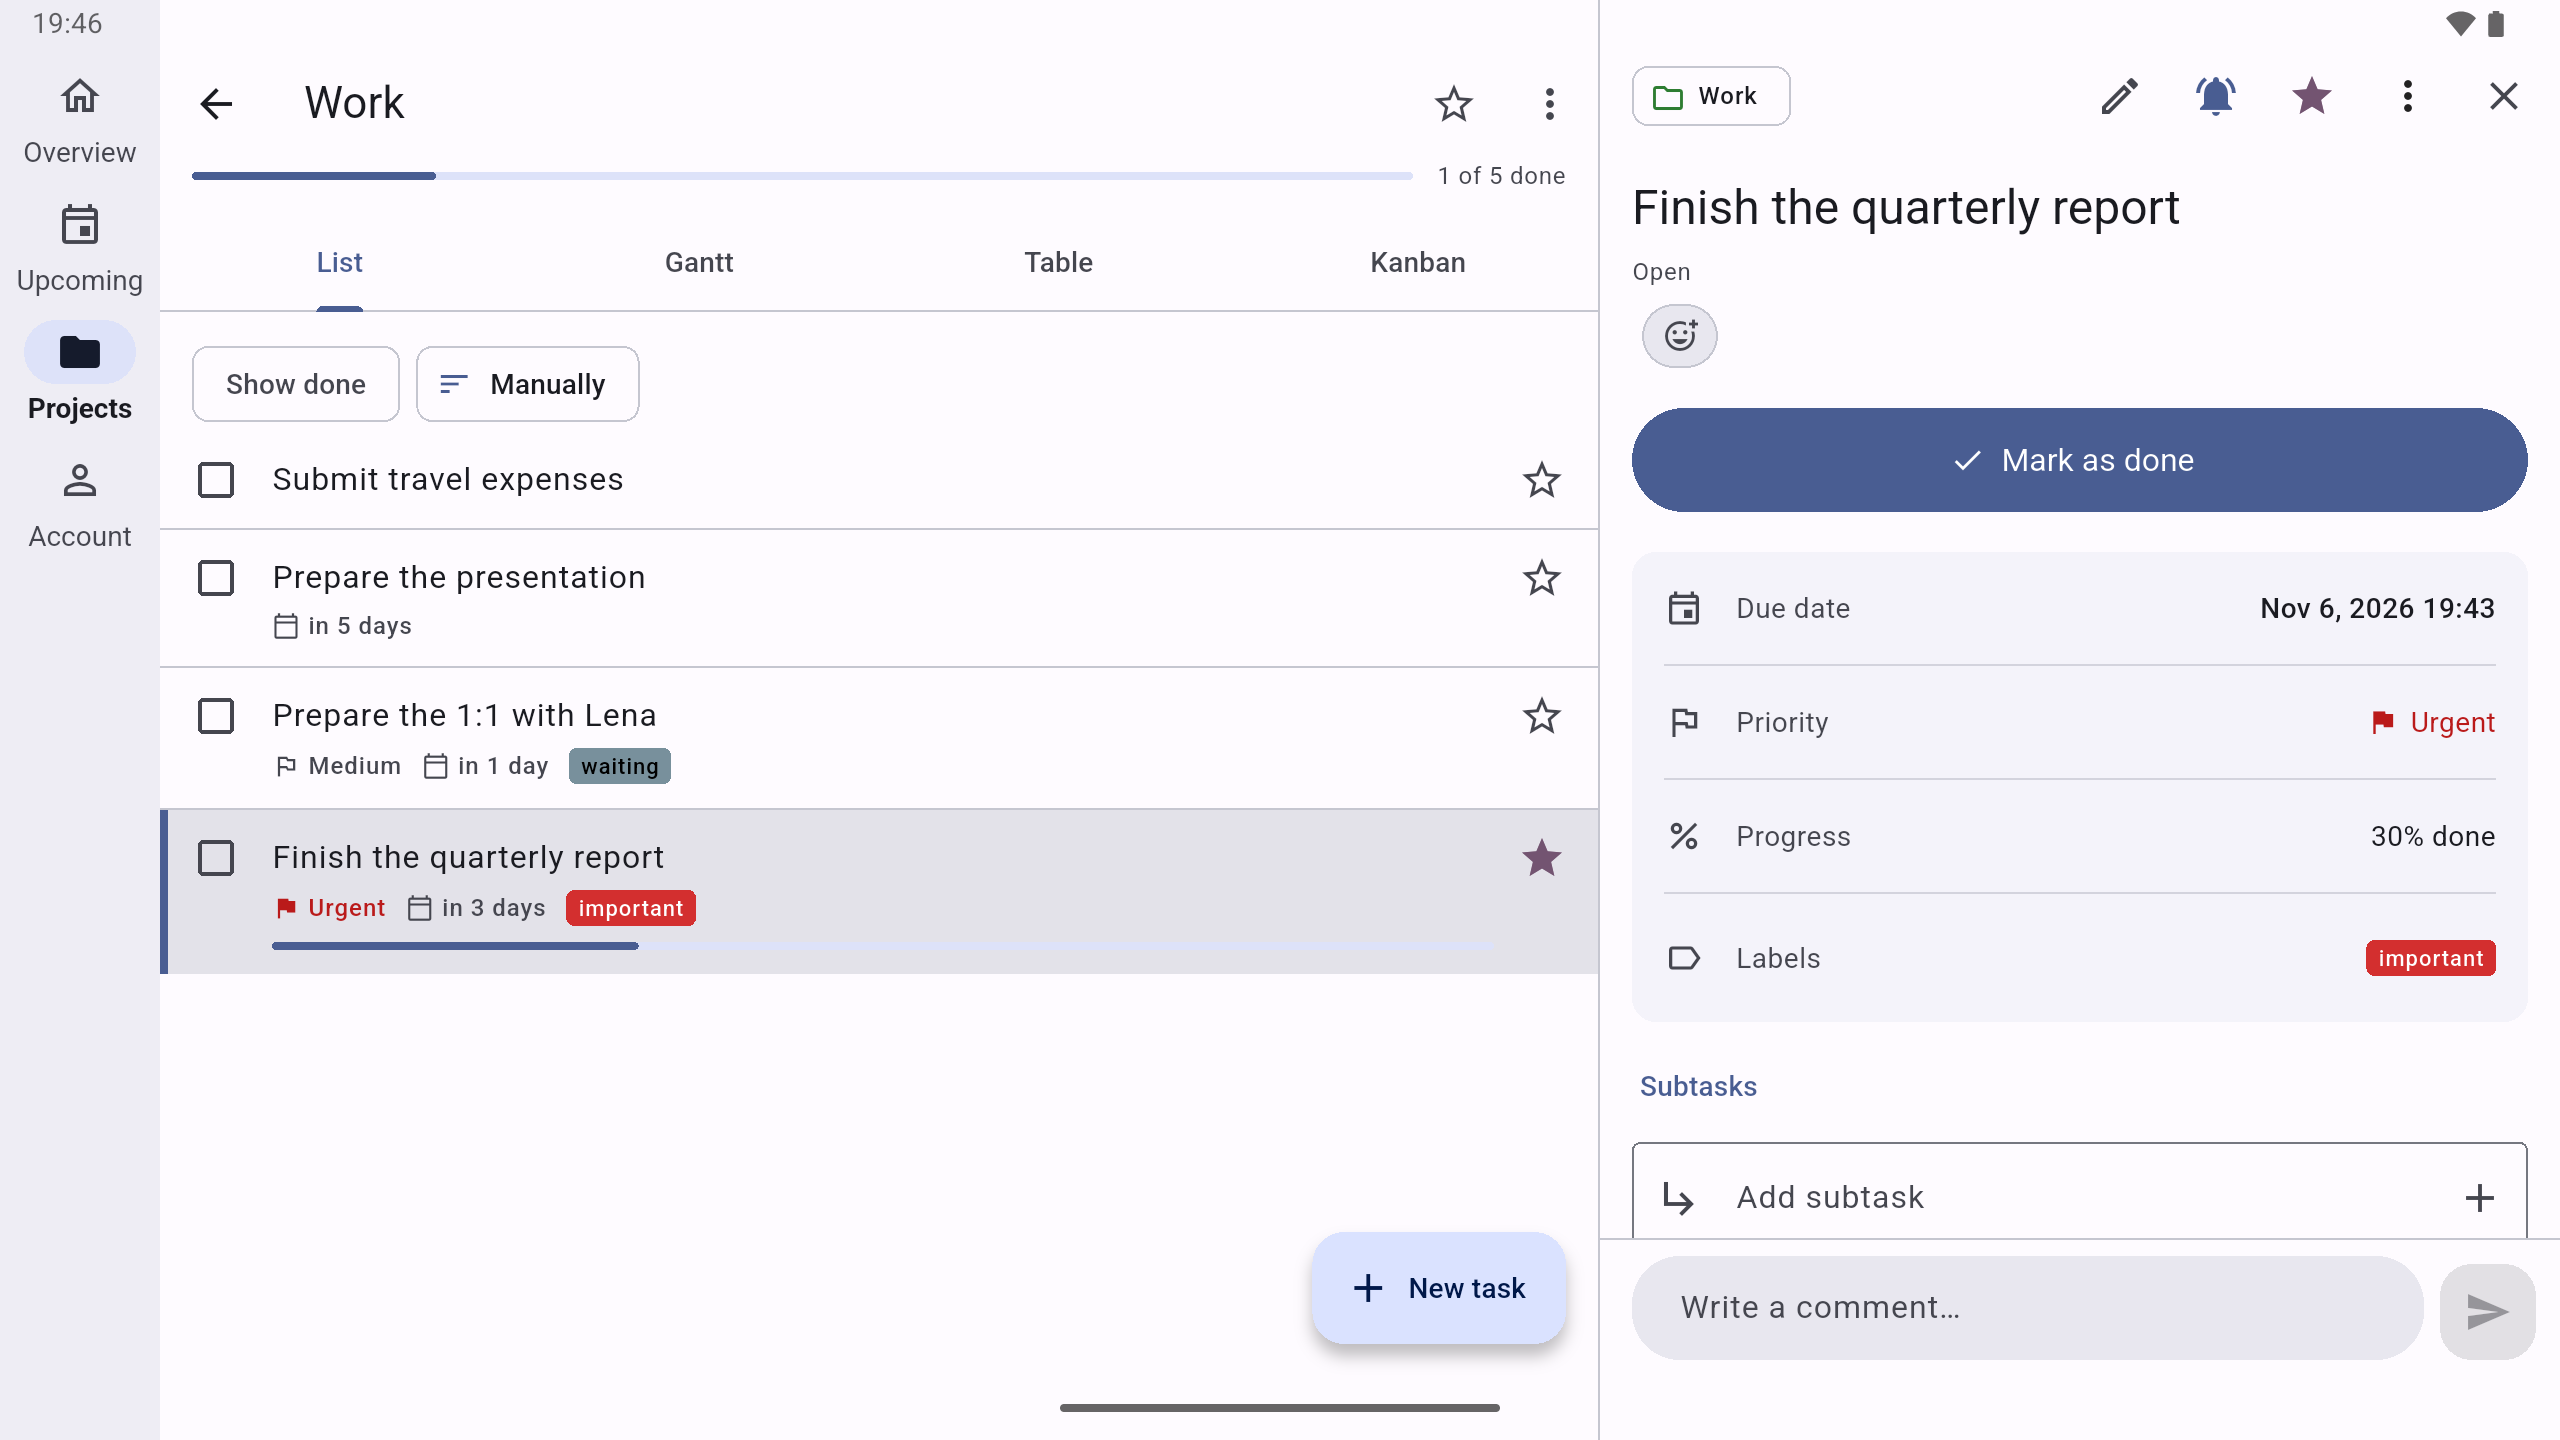 19:46
Overview
Upcoming
Projects
Account
Work
1 of 5 done
List
Gantt
Table
Kanban
Show done
Manually
Submit travel expenses
Prepare the presentation
in 5 days
Prepare the 1:1 with Lena
Medium in 1 day waiting
Finish the quarterly report
Urgent in 3 days important
New task
Work
Finish the quarterly report
Open
Mark as done
Due date Nov 6, 2026 19:43
Priority Urgent
Progress 30% done
Labels important
Subtasks
Add subtask
Write a comment…